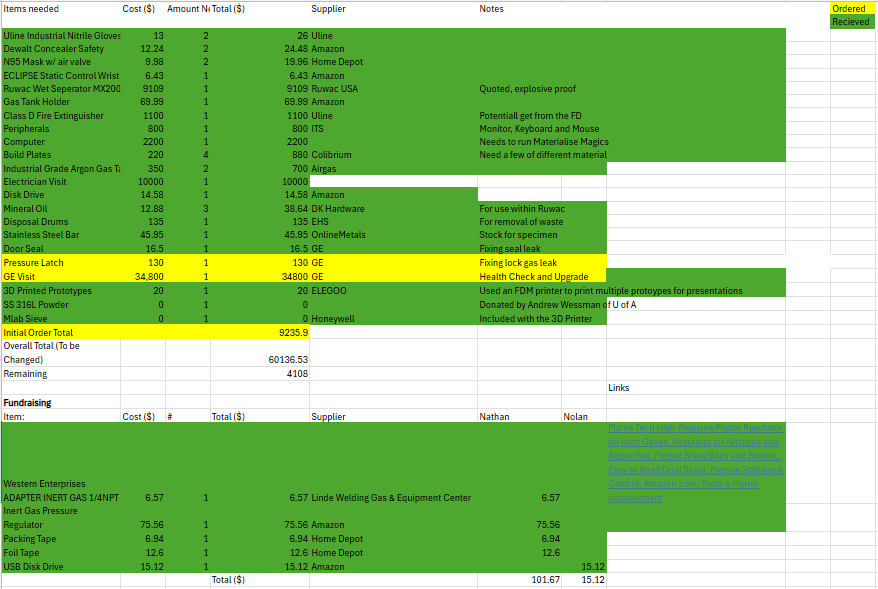 Items needed Cost ($) Amount N Total ($) Supplier Notes Ordered
Recieved
Uline Industrial Nitrile Gloves 13 2 26 Uline
Dewalt Concealer Safety 12.24 2 24.48 Amazon
N95 Mask w/ air valve 9.98 2 19.96 Home Depot
ECLIPSE Static Control Wrist 6.43 1 6.43 Amazon
Ruwac Wet Seperator MX200 9109 1 9109 Ruwac USA Quoted, explosive proof
Gas Tank Holder 69.99 1 69.99 Amazon
Class D Fire Extinguisher 1100 1 1100 Uline Potentiall get from the FD
Peripherals 800 1 800 ITS Monitor, Keyboard and Mouse
Computer 2200 1 2200 Needs to run Materialise Magics
Build Plates 220 4 880 Colibrium Need a few of different material
Industrial Grade Argon Gas Ta 350 2 700 Airgas
Electrician Visit 10000 1 10000
Disk Drive 14.58 1 14.58 Amazon
Mineral Oil 12.88 3 38.64 DK Hardware For use within Ruwac
Disposal Drums 135 1 135 EHS For removal of waste
Stainless Steel Bar 45.95 1 45.95 OnlineMetals Stock for specimen
Door Seal 16.5 1 16.5 GE Fixing seal leak
Pressure Latch 130 1 130 GE Fixing lock gas leak
GE Visit 34,800 1 34800 GE Health Check and Upgrade
3D Printed Prototypes 20 1 20 ELEGOO Used an FDM printer to print multiple protoypes for presentations
SS 316L Powder 0 1 0 Donated by Andrew Wessman of U of A
Mlab Sieve 0 1 0 Honeywell Included with the 3D Printer
Initial Order Total 9235.9
Overall Total (To be
Changed) 60136.53
Remaining 4108
Links
Fundraising
Item: Cost ($) # Total ($) Supplier Nathan Nolan
Flame Tech High-Pressure Piston Regulator
for Inert Gases, Regulator for Nitrogen and
Argon Gas, Forged Brass Body and Bonnet,
Easy to Read Dual Scale, Precise Stabilized
Control: Amazon.com: Tools & Home
Improvement
Western Enterprises
ADAPTER INERT GAS 1/4NPT 6.57 1 6.57 Linde Welding Gas & Equipment Center 6.57
Inert Gas Pressure
Regulator 75.56 1 75.56 Amazon 75.56
Packing Tape 6.94 1 6.94 Home Depot 6.94
Foil Tape 12.6 1 12.6 Home Depot 12.6
USB Disk Drive 15.12 1 15.12 Amazon 15.12
Total ($) 101.67 15.12